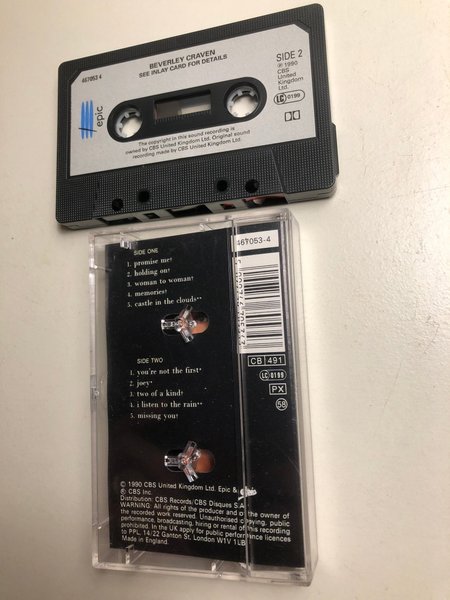 BEVERLEY CRAVEN
SEE INLAY CARD FOR DETAILS
467053 4
SIDE 2
℗ 1990
CBS
United
Kingdom
Ltd.
LC 0199
epic
The copyright in this sound recording is
owned by CBS United Kingdom Ltd. Original sound
recording made by CBS United Kingdom Ltd.
SIDE ONE
1. promise me
2. holding on
3. woman to woman
4. memories
5. castle in the clouds
SIDE TWO
1. you're not the first
2. joey
3. two of a kind
4. i listen to the rain
5. missing you
467053-4
CB 491
LC 0199
PX
58
© 1990 CBS United Kingdom Ltd. Epic &
CBS Inc.
Distribution: CBS Records/CBS Disques S.A.
WARNING: All rights of the producer and of the owner of
the recorded work reserved. Unauthorised copying, public
performance, broadcasting, hiring or rental of this recording
prohibited. In the UK apply for public performance licences
to PPL, 14/22 Ganton St, London W1V 1LB
Made in England.